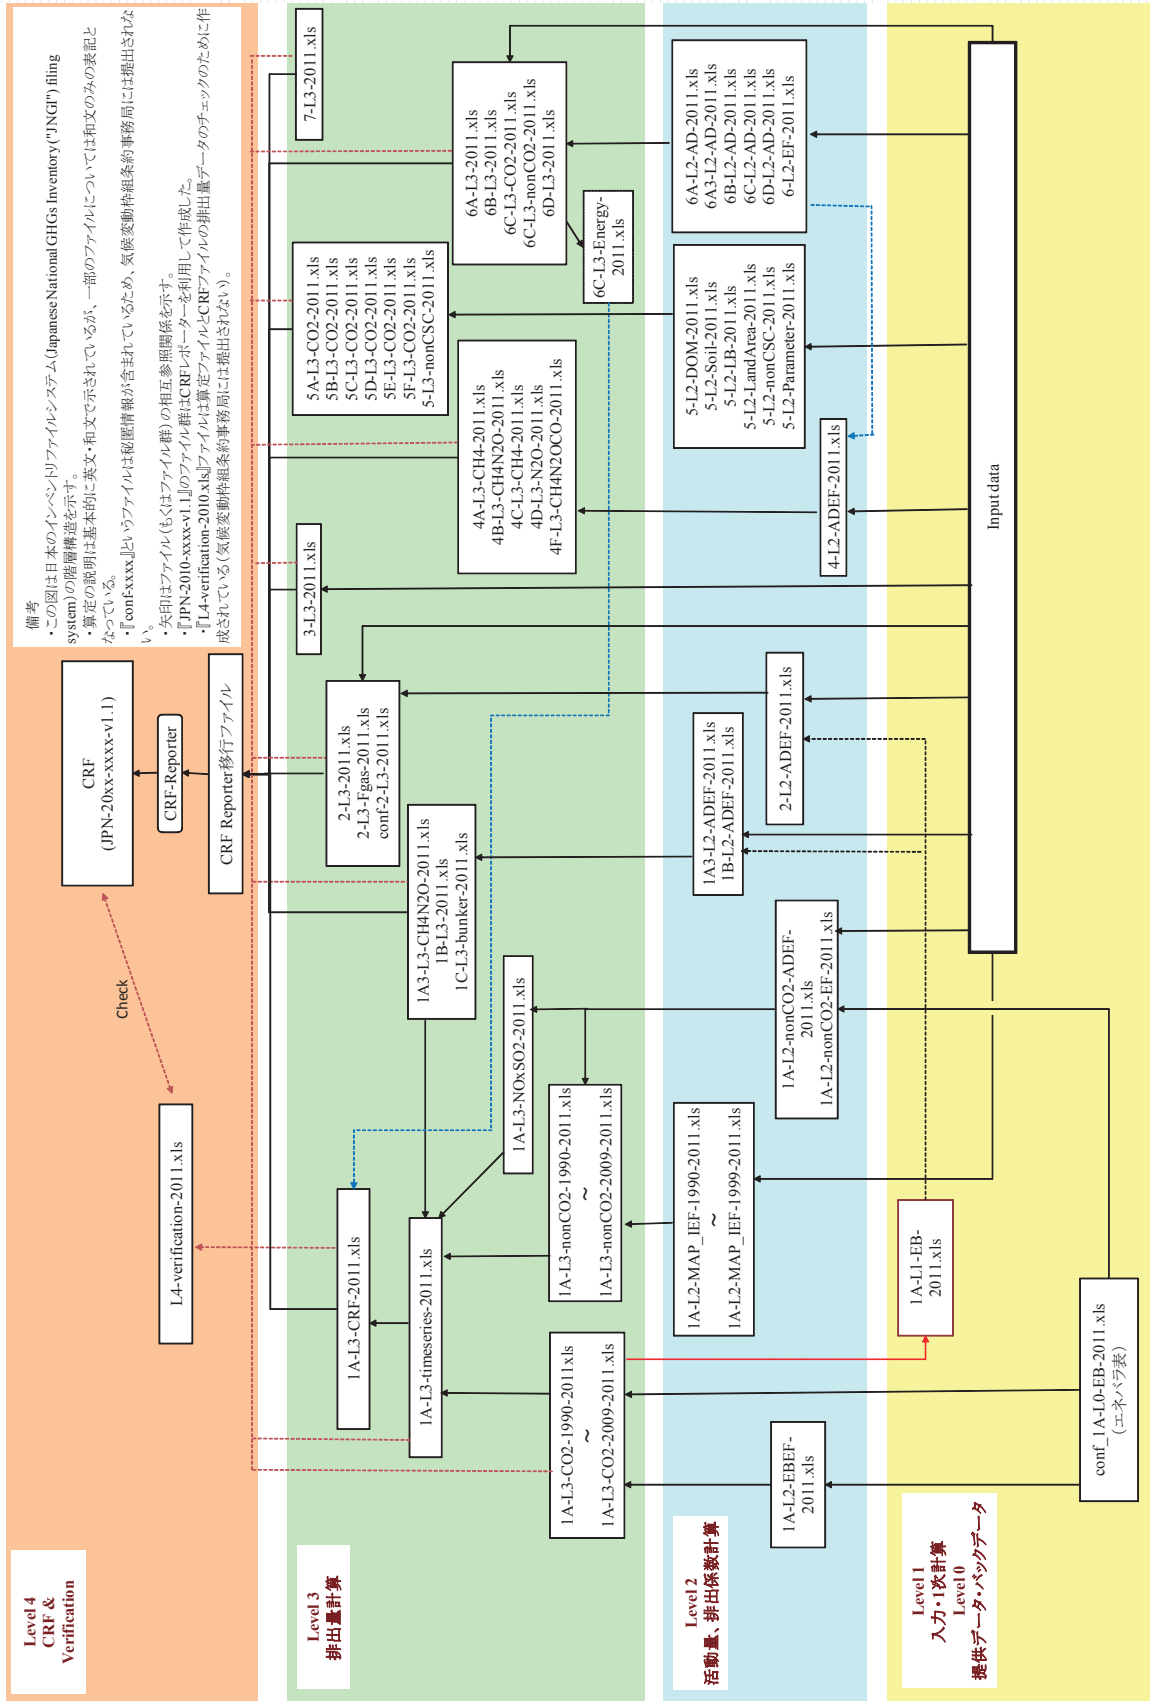 Level 4
CRF &
Verification
L4-verification-2011.xls
Check
CRF
(JPN-20xx-xxxx-v1.1)
CRF-Reporter
CRF Reporter移行ファイル
備考
・この図は日本のインベントリファイルシステム(Japanese National GHGs Inventory ("JNGI") filing
system)の階層構造を示す。
・算定の説明は基本的に英文・和文で示されているが、一部のファイルについては和文のみの表記と
なっている。
・『conf-xxxx』というファイルは秘匿情報が含まれているため、気候変動枠組条約事務局には提出されな
い。
・矢印はファイル(もくはファイル群)の相互参照関係を示す。
・『JPN-2010-xxxx-v1.1』のファイル群はCRFレポーターを利用して作成した。
・『L4-verification-2010.xls』ファイルは算定ファイルとCRFファイルの排出量データのチェックのために作
成されている(気候変動枠組条約事務局には提出されない)。
Level 3
排出量計算
1A-L3-CRF-2011.xls
1A-L3-timeseries-2011.xls
1A-L3-CO2-1990-2011xls
～
1A-L3-CO2-2009-2011.xls
1A-L3-nonCO2-1990-2011.xls
～
1A-L3-nonCO2-2009-2011.xls
1A-L3-NOxSO2-2011.xls
1A3-L3-CH4N2O-2011.xls
1B-L3-2011.xls
1C-L3-bunker-2011.xls
2-L3-2011.xls
2-L3-Fgas-2011.xls
conf-2-L3-2011.xls
3-L3-2011.xls
4A-L3-CH4-2011.xls
4B-L3-CH4N2O-2011.xls
4C-L3-CH4-2011.xls
4D-L3-N2O-2011.xls
4F-L3-CH4N2OCO-2011.xls
5A-L3-CO2-2011.xls
5B-L3-CO2-2011.xls
5C-L3-CO2-2011.xls
5D-L3-CO2-2011.xls
5E-L3-CO2-2011.xls
5F-L3-CO2-2011.xls
5-L3-nonCSC-2011.xls
6A-L3-2011.xls
6B-L3-2011.xls
6C-L3-CO2-2011.xls
6C-L3-nonCO2-2011.xls
6D-L3-2011.xls
6C-L3-Energy-
2011.xls
7-L3-2011.xls
Level 2
活動量、排出係数計算
1A-L2-EBEF-
2011.xls
1A-L2-MAP_IEF-1990-2011.xls
～
1A-L2-MAP_IEF-1999-2011.xls
1A-L2-nonCO2-ADEF-
2011.xls
1A-L2-nonCO2-EF-2011.xls
1A3-L2-ADEF-2011.xls
1B-L2-ADEF-2011.xls
2-L2-ADEF-2011.xls
4-L2-ADEF-2011.xls
5-L2-DOM-2011.xls
5-L2-Soil-2011.xls
5-L2-LB-2011.xls
5-L2-LandArea-2011.xls
5-L2-nonCSC-2011.xls
5-L2-Parameter-2011.xls
6A-L2-AD-2011.xls
6A3-L2-AD-2011.xls
6B-L2-AD-2011.xls
6C-L2-AD-2011.xls
6D-L2-AD-2011.xls
6-L2-EF-2011.xls
Level 1
入力・1次計算
Level 0
提供データ・バックデータ
conf_1A-L0-EB-2011.xls
(エネバラ表)
1A-L1-EB-
2011.xls
Input data